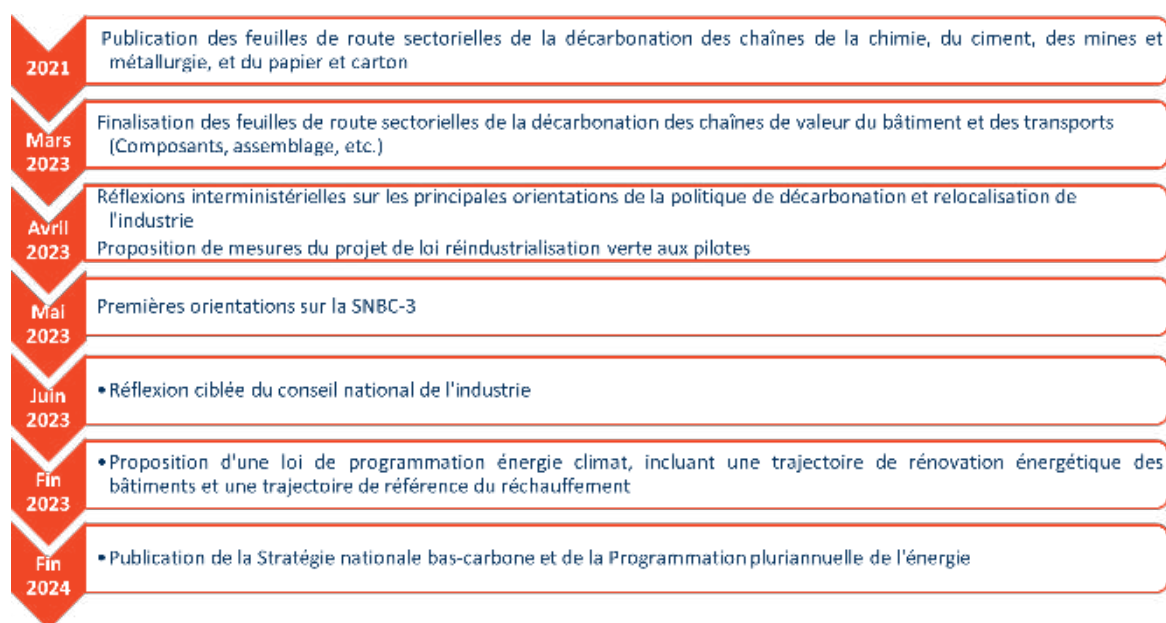 2021
Publication des feuilles de route sectorielles de la décarbonation des chaînes de la chimie, du ciment, des mines et
métallurgie, et du papier et carton
Mars
2023
Finalisation des feuilles de route sectorielles de la décarbonation des chaînes de valeur du bâtiment et des transports
(Composants, assemblage, etc.)
Avril
2023
Réflexions interministérielles sur les principales orientations de la politique de décarbonation et relocalisation de
l'industrie
Proposition de mesures du projet de loi réindustrialisation verte aux pilotes
Mai
2023
Premières orientations sur la SNBC-3
Juin
2023
• Réflexion ciblée du conseil national de l'industrie
Fin
2023
• Proposition d'une loi de programmation énergie climat, incluant une trajectoire de rénovation énergétique des
bâtiments et une trajectoire de référence du réchauffement
Fin
2024
• Publication de la Stratégie nationale bas-carbone et de la Programmation pluriannuelle de l'énergie